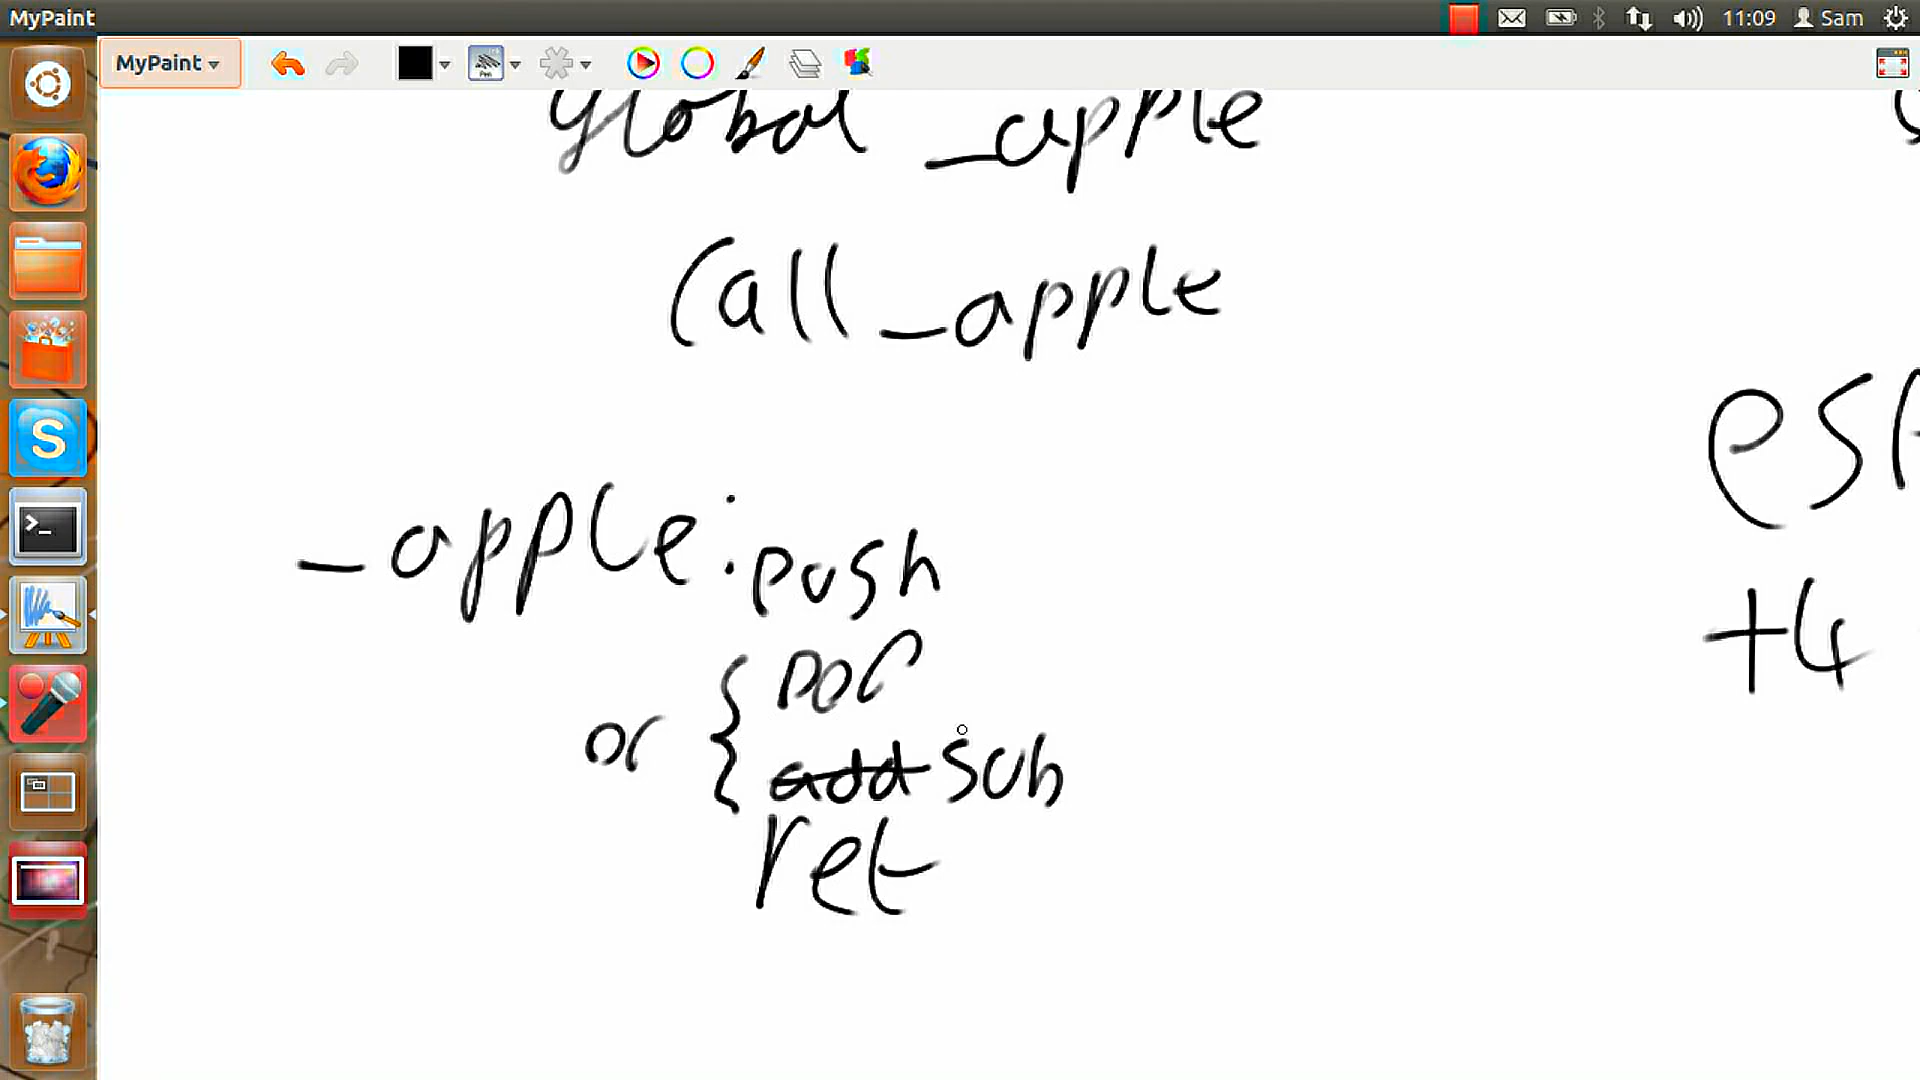 MyPaint 11:09 Sam
MyPaint
global _apple
call _apple
_apple: push
or { pop
add sub
ret
esp
+4